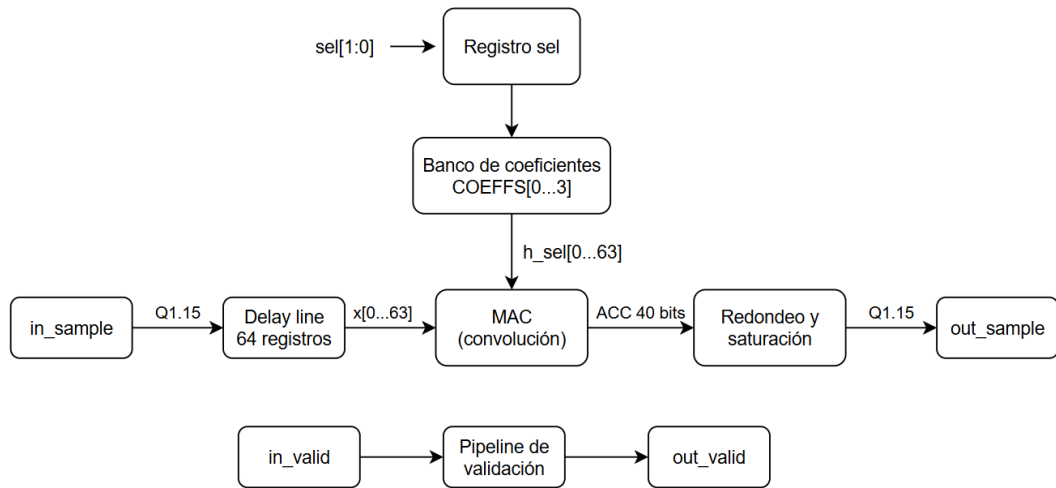 sel[1:0]
Registro sel
Banco de coeficientes
COEFFS[0...3]
h_sel[0...63]
in_sample
Q1.15
Delay line
64 registros
x[0...63]
MAC
(convolución)
ACC 40 bits
Redondeo y
saturación
Q1.15
out_sample
in_valid
Pipeline de
validación
out_valid